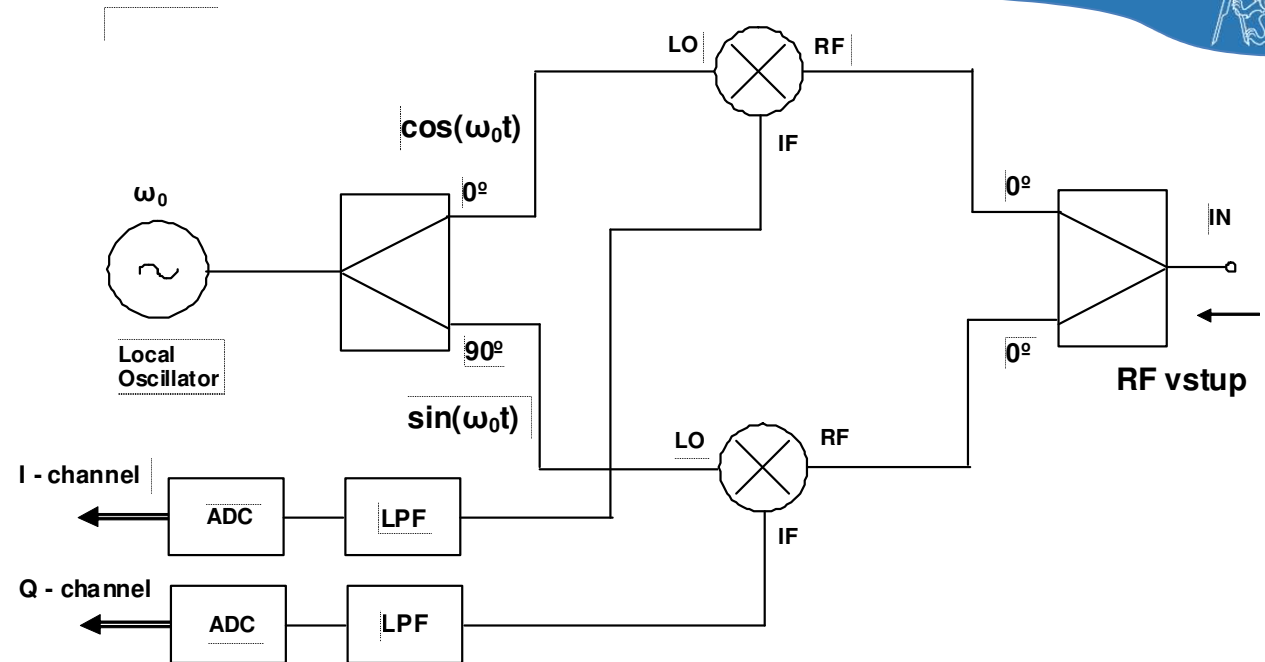 LO
RF
cos(ω₀t)
IF
ω₀
0º
0º
IN
Local
Oscillator
90º
0º
RF vstup
sin(ω₀t)
LO
RF
I - channel
ADC
LPF
IF
Q - channel
ADC
LPF